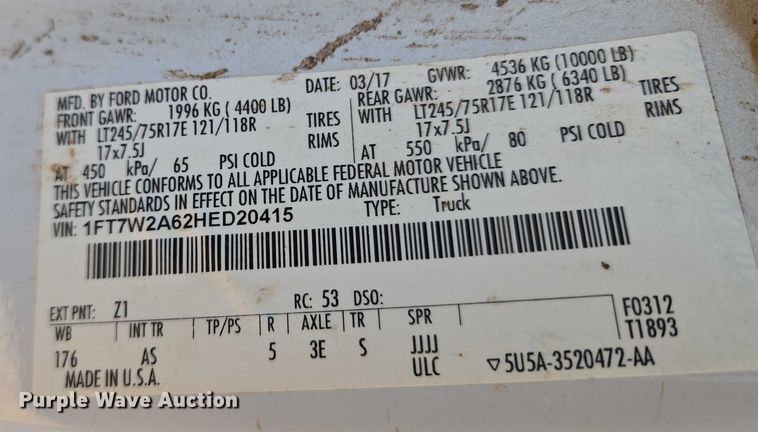 MFD. BY FORD MOTOR CO. DATE: 03/17 GVWR: 4536 KG (10000 LB)
FRONT GAWR: 1996 KG ( 4400 LB) REAR GAWR: 2876 KG ( 6340 LB)
WITH LT245/75R17E 121/118R TIRES WITH LT245/75R17E 121/118R TIRES
17x7.5J RIMS 17x7.5J RIMS
AT 450 kPa/ 65 PSI COLD AT 550 kPa/ 80 PSI COLD
THIS VEHICLE CONFORMS TO ALL APPLICABLE FEDERAL MOTOR VEHICLE
SAFETY STANDARDS IN EFFECT ON THE DATE OF MANUFACTURE SHOWN ABOVE.
VIN: 1FT7W2A62HED20415 TYPE: Truck
EXT PNT: Z1 RC: 53 DSO:
WB INT TR TP/PS R AXLE TR SPR F0312
T1893
176 AS 5 3E S JJJJ
ULC ▽5U5A-3520472-AA
MADE IN U.S.A.
Purple Wave Auction